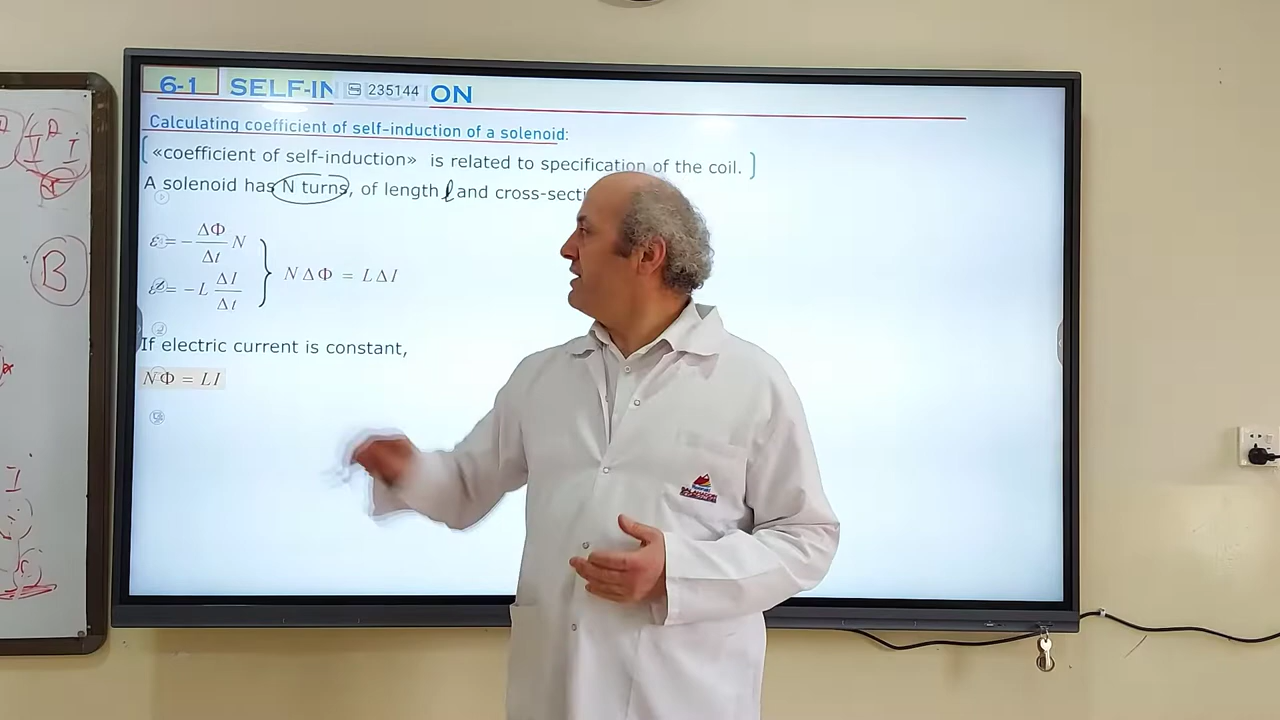 6-1 SELF-IN 235144 ON
Calculating coefficient of self-induction of a solenoid:
«coefficient of self-induction» is related to specification of the coil.
A solenoid has N turns, of length ℓ and cross-secti
ε = − ΔΦ/Δt N
ε = −L ΔI/Δt
NΔΦ = LΔI
If electric current is constant,
NΦ = LI
B
I